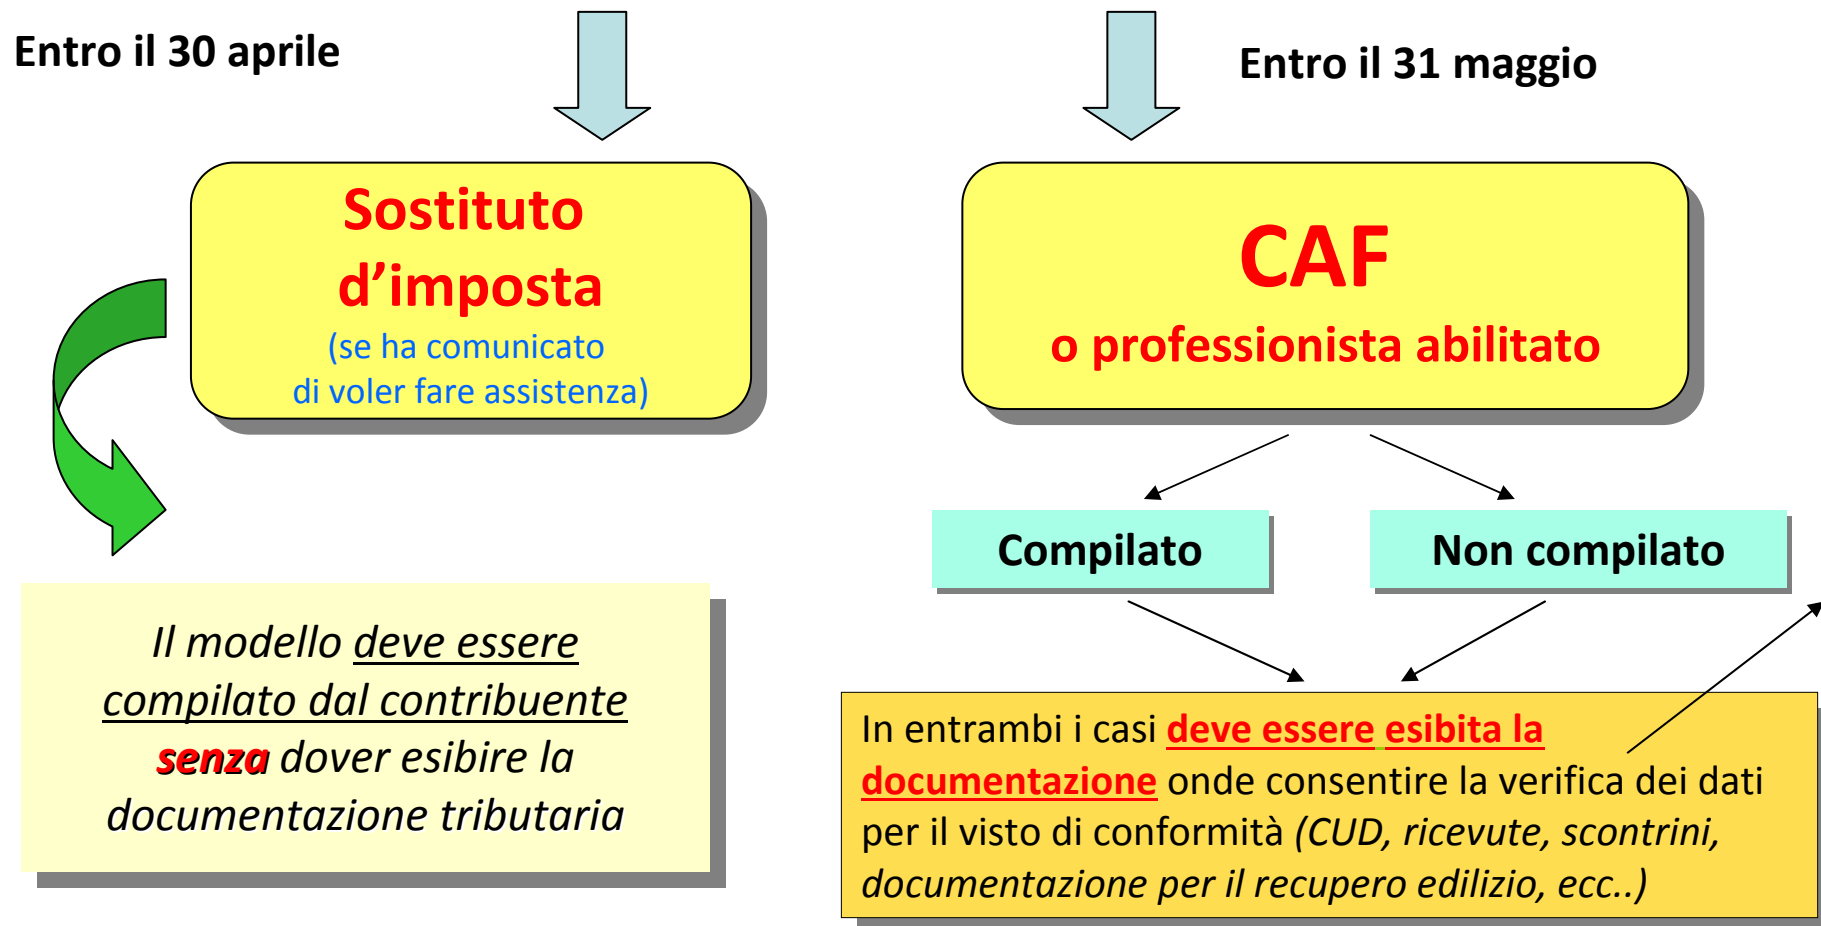 Entro il 30 aprile
Entro il 31 maggio
Sostituto
d’imposta
(se ha comunicato
di voler fare assistenza)
CAF
o professionista abilitato
Compilato
Non compilato
Il modello deve essere
compilato dal contribuente
senza dover esibire la
documentazione tributaria
In entrambi i casi deve essere esibita la
documentazione onde consentire la verifica dei dati
per il visto di conformità (CUD, ricevute, scontrini,
documentazione per il recupero edilizio, ecc..)